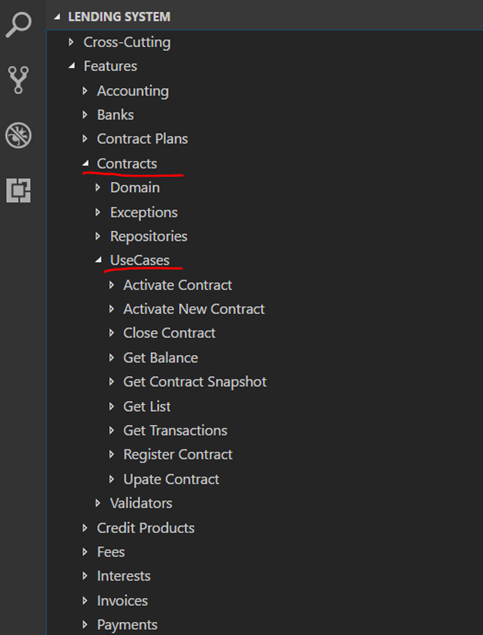 LENDING SYSTEM
Cross-Cutting
Features
Accounting
Banks
Contract Plans
Contracts
Domain
Exceptions
Repositories
UseCases
Activate Contract
Activate New Contract
Close Contract
Get Balance
Get Contract Snapshot
Get List
Get Transactions
Register Contract
Upate Contract
Validators
Credit Products
Fees
Interests
Invoices
Payments